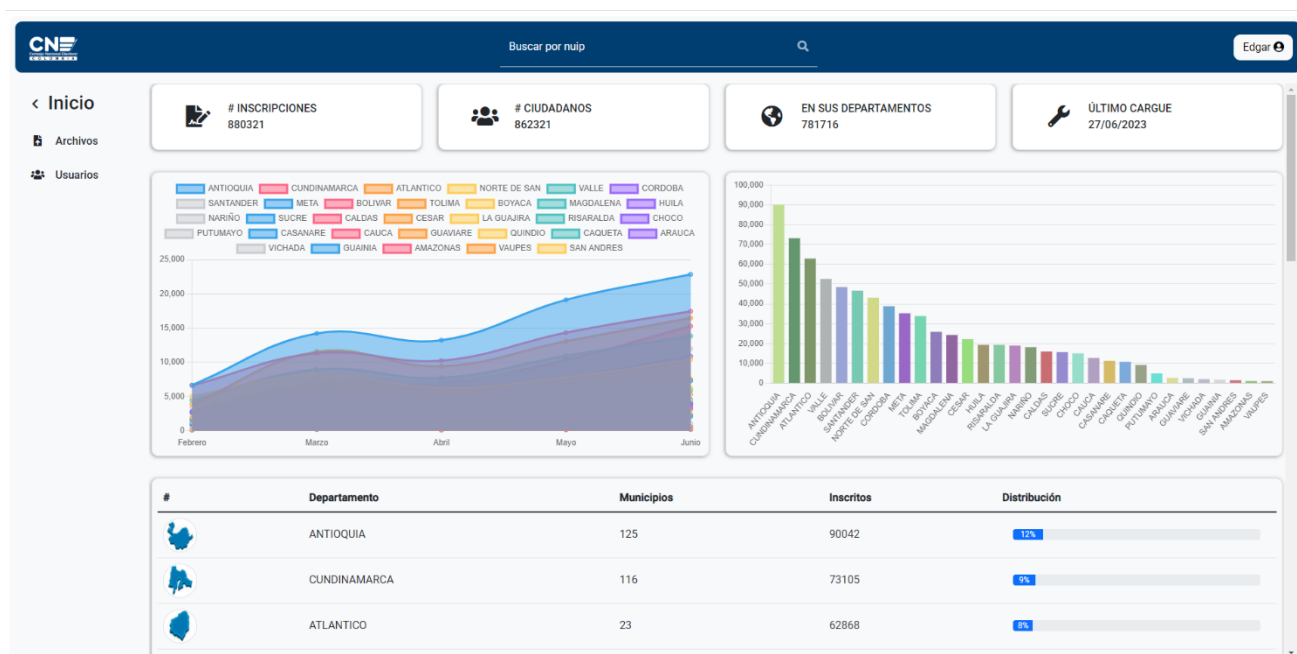 CNE
Consejo Nacional Electoral
COLOMBIA
Buscar por nuip
Edgar
< Inicio
Archivos
Usuarios
# INSCRIPCIONES
880321
# CIUDADANOS
862321
EN SUS DEPARTAMENTOS
781716
ÚLTIMO CARGUE
27/06/2023
ANTIOQUIA CUNDINAMARCA ATLANTICO NORTE DE SAN VALLE CORDOBA
SANTANDER META BOLIVAR TOLIMA BOYACA MAGDALENA HUILA
NARIÑO SUCRE CALDAS CESAR LA GUAJIRA RISARALDA CHOCO
PUTUMAYO CASANARE CAUCA GUAVIARE QUINDIO CAQUETA ARAUCA
VICHADA GUAINIA AMAZONAS VAUPES SAN ANDRES
25,000
20,000
15,000
10,000
5,000
0
Febrero Marzo Abril Mayo Junio
100,000
90,000
80,000
70,000
60,000
50,000
40,000
30,000
20,000
10,000
0
ANTIOQUIA
CUNDINAMARCA
ATLANTICO
VALLE
BOLIVAR
SANTANDER
NORTE DE SAN
CORDOBA
META
TOLIMA
BOYACA
MAGDALENA
CESAR
HUILA
RISARALDA
LA GUAJIRA
NARIÑO
CALDAS
SUCRE
CHOCO
CAUCA
CASANARE
CAQUETA
QUINDIO
PUTUMAYO
ARAUCA
GUAVIARE
VICHADA
GUAINIA
SAN ANDRES
AMAZONAS
VAUPES
# Departamento Municipios Inscritos Distribución
ANTIOQUIA 125 90042 12%
CUNDINAMARCA 116 73105 9%
ATLANTICO 23 62868 8%